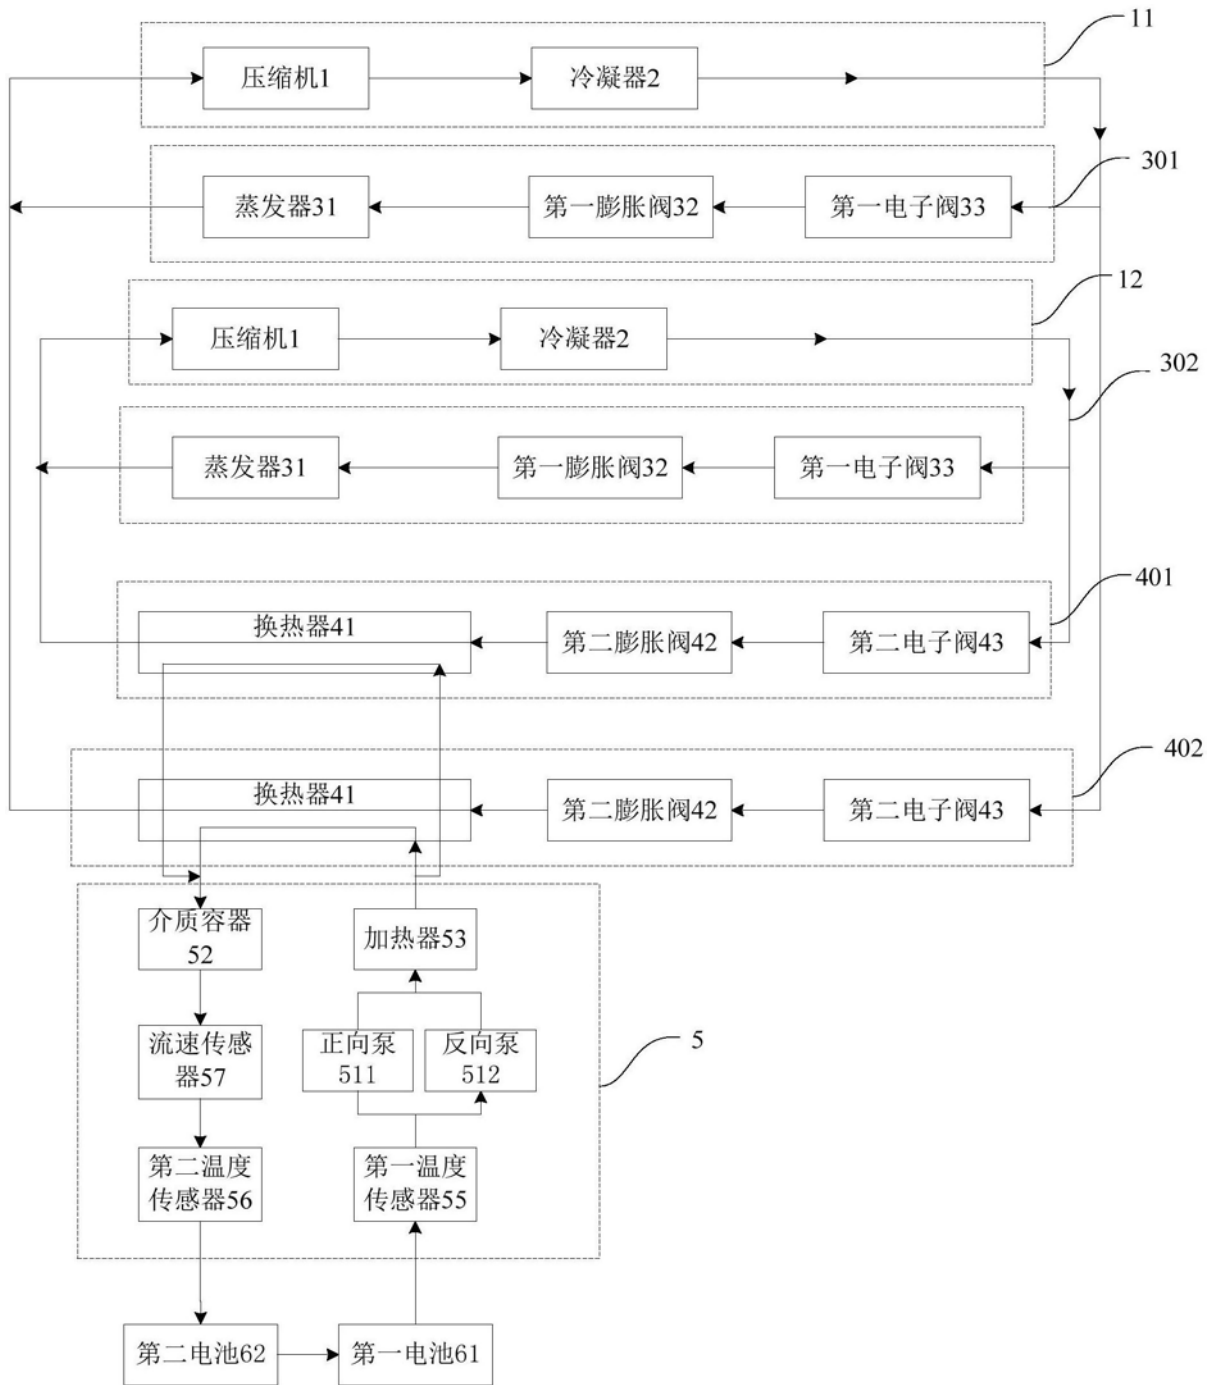 11
压缩机1
冷凝器2
301
蒸发器31
第一膨胀阀32
第一电子阀33
12
压缩机1
冷凝器2
302
蒸发器31
第一膨胀阀32
第一电子阀33
401
换热器41
第二膨胀阀42
第二电子阀43
402
换热器41
第二膨胀阀42
第二电子阀43
介质容器
52
加热器53
流速传感
器57
正向泵
511
反向泵
512
5
第二温度
传感器56
第一温度
传感器55
第二电池62
第一电池61